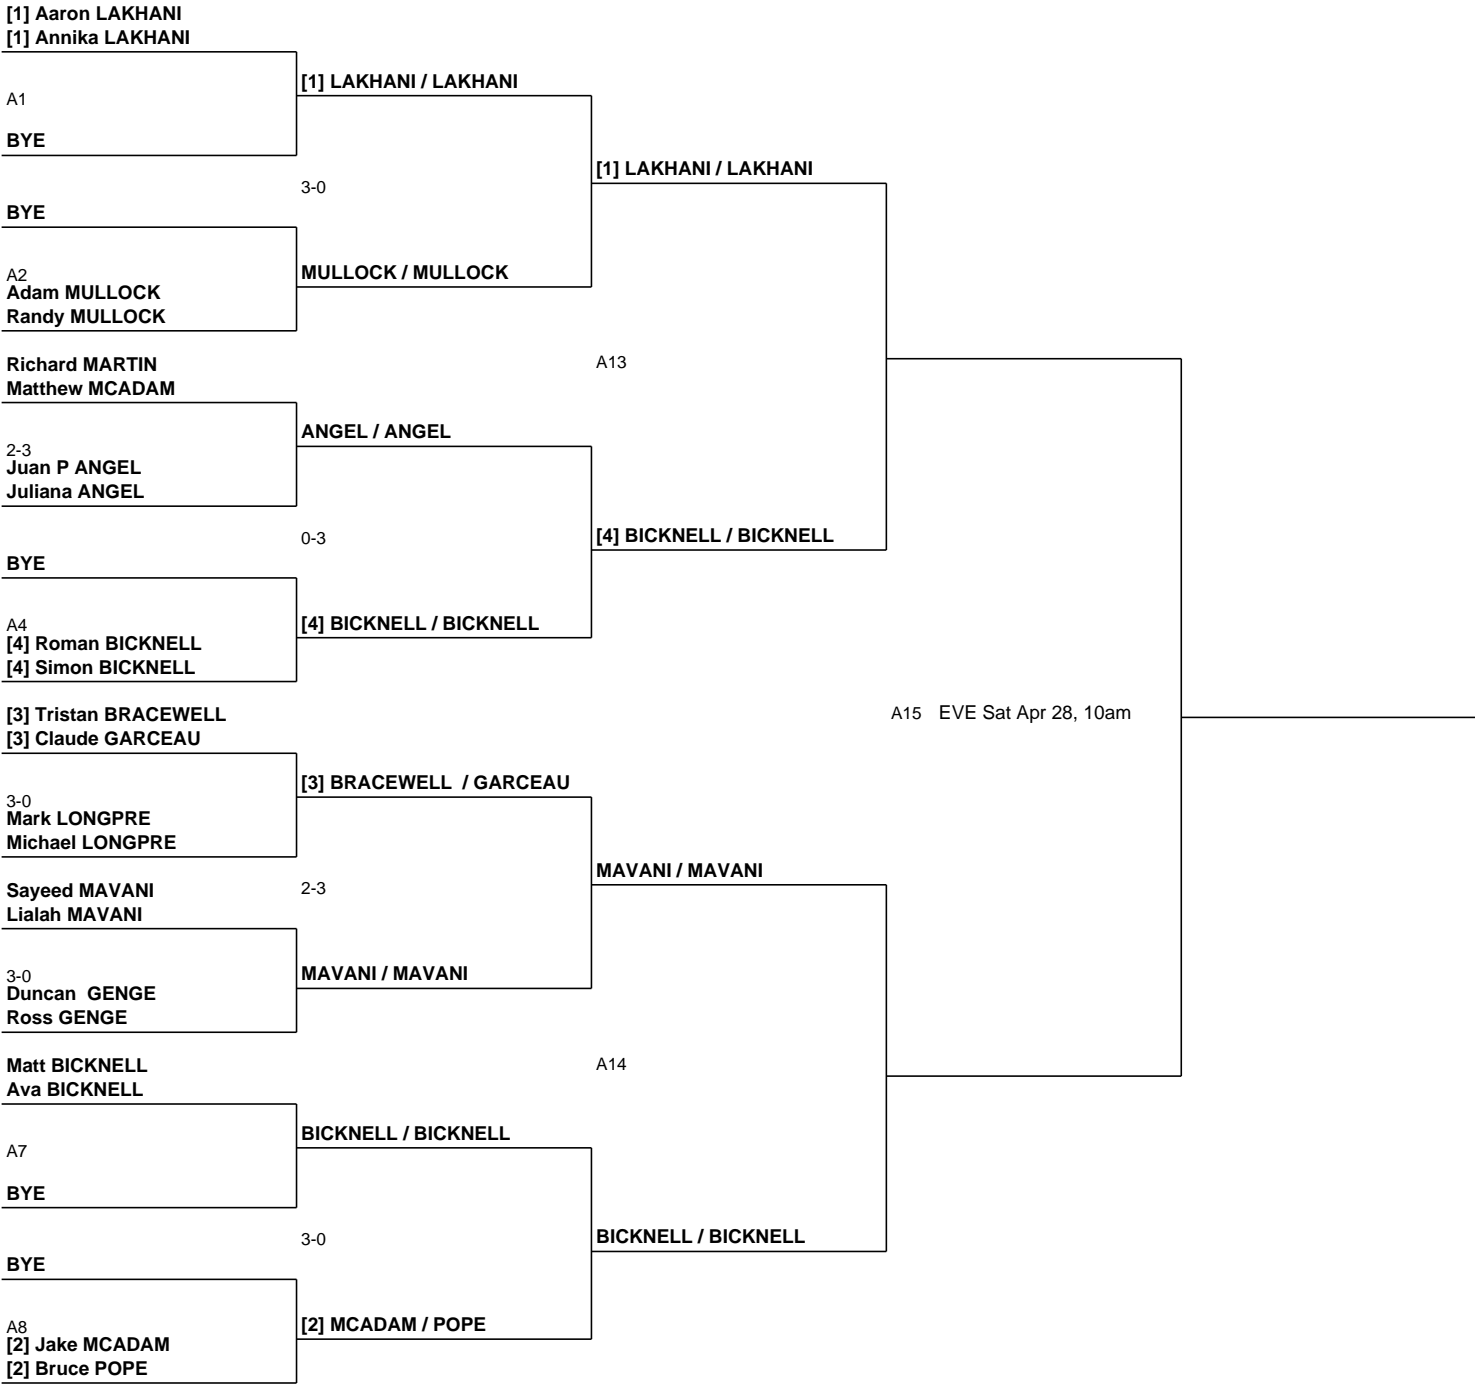 [1] Aaron LAKHANI
[1] Annika LAKHANI
[1] LAKHANI / LAKHANI
A1
BYE
[1] LAKHANI / LAKHANI
3-0
BYE
MULLOCK / MULLOCK
A2
Adam MULLOCK
Randy MULLOCK
Richard MARTIN
A13
Matthew MCADAM
ANGEL / ANGEL
2-3
Juan P ANGEL
Juliana ANGEL
0-3
[4] BICKNELL / BICKNELL
BYE
A4
[4] BICKNELL / BICKNELL
[4] Roman BICKNELL
[4] Simon BICKNELL
[3] Tristan BRACEWELL
A15 EVE Sat Apr 28, 10am
[3] Claude GARCEAU
[3] BRACEWELL / GARCEAU
3-0
Mark LONGPRE
Michael LONGPRE
MAVANI / MAVANI
Sayeed MAVANI
2-3
Lialah MAVANI
MAVANI / MAVANI
3-0
Duncan GENGE
Ross GENGE
Matt BICKNELL
A14
Ava BICKNELL
BICKNELL / BICKNELL
A7
BYE
3-0
BICKNELL / BICKNELL
BYE
A8
[2] MCADAM / POPE
[2] Jake MCADAM
[2] Bruce POPE